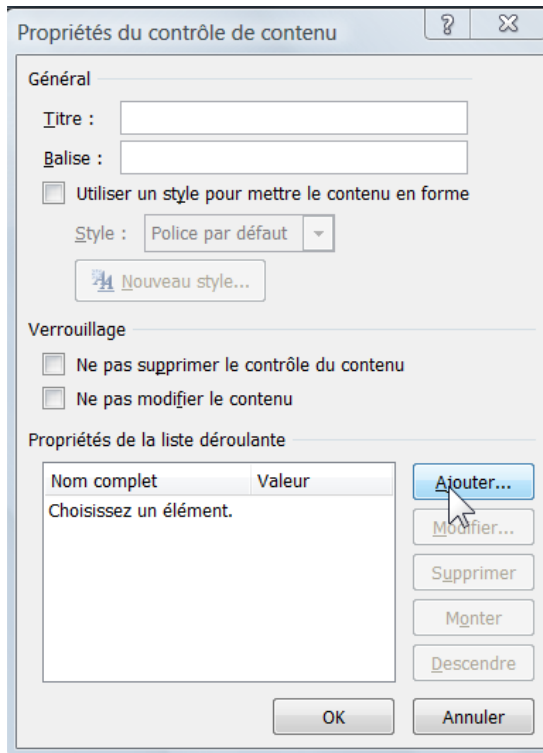 Propriétés du contrôle de contenu
Général
Titre :
Balise :
Utiliser un style pour mettre le contenu en forme
Style : Police par défaut
Nouveau style...
Verrouillage
Ne pas supprimer le contrôle du contenu
Ne pas modifier le contenu
Propriétés de la liste déroulante
Nom complet Valeur Ajouter...
Choisissez un élément.
Modifier...
Supprimer
Monter
Descendre
OK Annuler